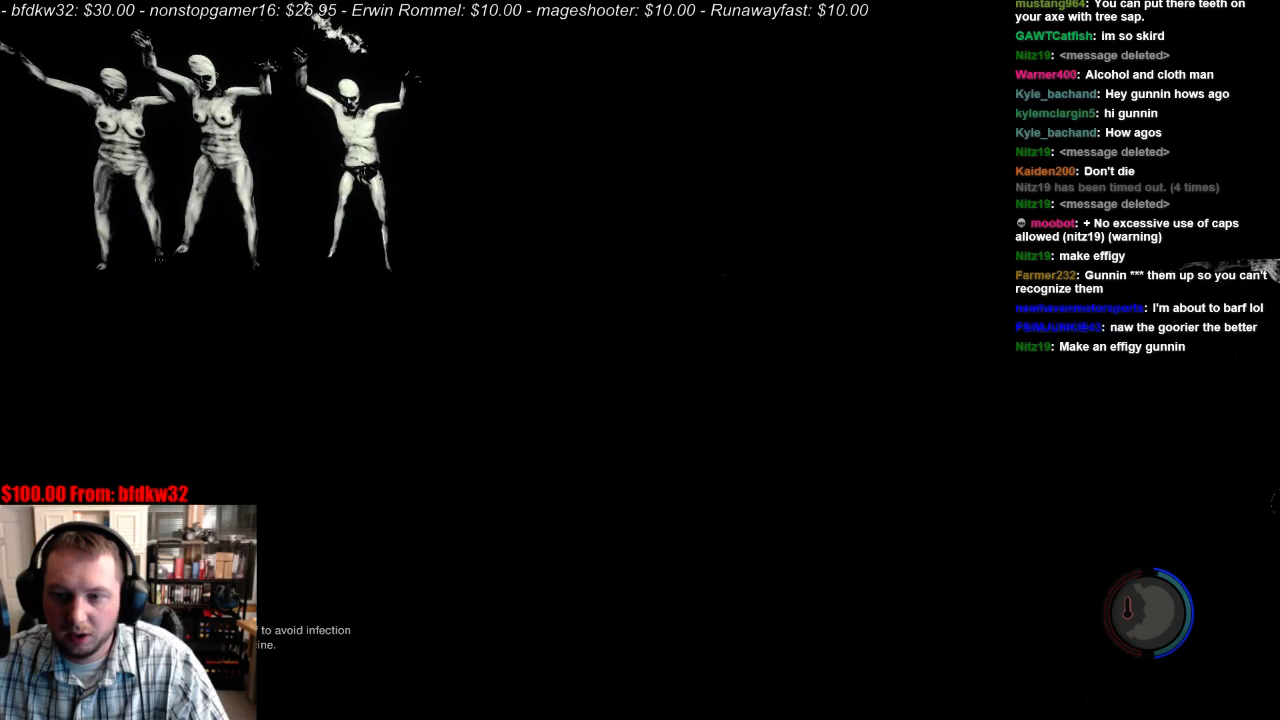 - bfdkw32: $30.00 - nonstopgamer16: $26.95 - Erwin Rommel: $10.00 - mageshooter: $10.00 - Runawayfast: $10.00
mustang964: You can put there teeth on
your axe with tree sap.
GAWTCatfish: im so skird
Nitz19: <message deleted>
Warner400: Alcohol and cloth man
Kyle_bachand: Hey gunnin hows ago
kylemclargin5: hi gunnin
Kyle_bachand: How agos
Nitz19: <message deleted>
Kaiden200: Don't die
Nitz19 has been timed out. (4 times)
Nitz19: <message deleted>
moobot: + No excessive use of caps
allowed (nitz19) (warning)
Nitz19: make effigy
Farmer232: Gunnin *** them up so you can't
recognize them
: I'm about to barf lol
: naw the goorier the better
Nitz19: Make an effigy gunnin
$100.00 From: bfdkw32
to avoid infection
ine.